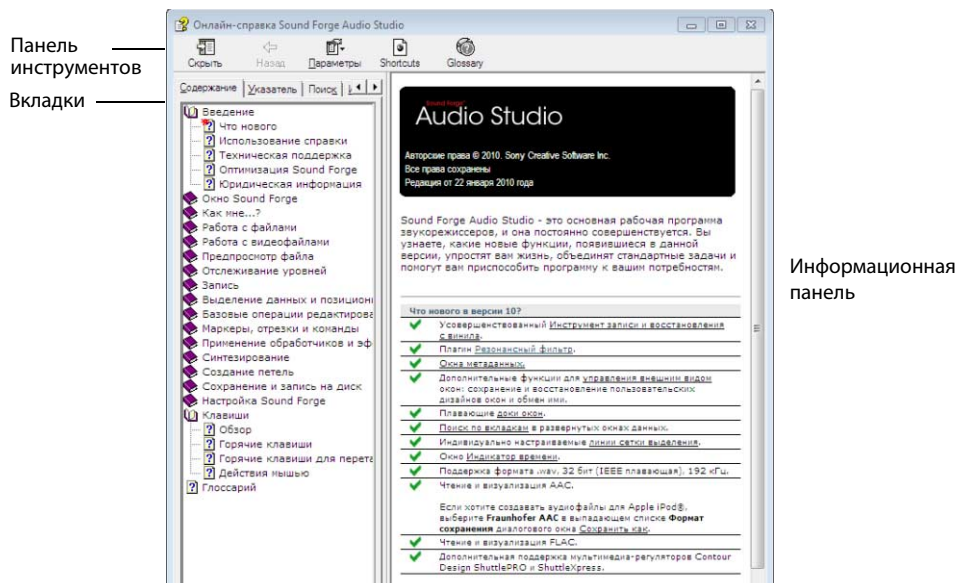 Онлайн-справка Sound Forge Audio Studio
Панель
инструментов
Вкладки
Скрыть Назад Параметры Shortcuts Glossary
Содержание Указатель Поиск
Введение
Что нового
Использование справки
Техническая поддержка
Оптимизация Sound Forge
Юридическая информация
Окно Sound Forge
Как мне...?
Работа с файлами
Работа с видеофайлами
Предпросмотр файла
Отслеживание уровней
Запись
Выделение данных и позициони
Базовые операции редактирова
Маркеры, отрезки и команды
Применение обработчиков и эф
Синтезирование
Создание петель
Сохранение и запись на диск
Настройка Sound Forge
Клавиши
Обзор
Горячие клавиши
Горячие клавиши для перета
Действия мышью
Глоссарий
Sound Forge
Audio Studio
Авторские права © 2010. Sony Creative Software Inc.
Все права сохранены
Редакция от 22 января 2010 года
Sound Forge Audio Studio - это основная рабочая программа
звукорежиссеров, и она постоянно совершенствуется. Вы
узнаете, какие новые функции, появившиеся в данной
версии, упростят вам жизнь, объединят стандартные задачи и
помогут вам приспособить программу к вашим потребностям.
Что нового в версии 10?
Усовершенствованный Инструмент записи и восстановления
с винила.
Плагин Резонансный фильтр.
Окна метаданных.
Дополнительные функции для управления внешним видом
окон: сохранение и восстановление пользовательских
дизайнов окон и обмен ими.
Плавающие доки окон.
Поиск по вкладкам в развернутых окнах данных.
Индивидуально настраиваемые линии сетки выделения.
Окно Индикатор времени.
Поддержка формата .wav, 32 бит (IEEE плавающая), 192 кГц.
Чтение и визуализация AAC.
Если хотите создавать аудиофайлы для Apple iPod®,
выберите Fraunhofer AAC в выпадающем списке Формат
сохранения диалогового окна Сохранить как.
Чтение и визуализация FLAC.
Дополнительная поддержка мультимедиа-регуляторов Contour
Design ShuttlePRO и ShuttleXpress.
Информационная
панель